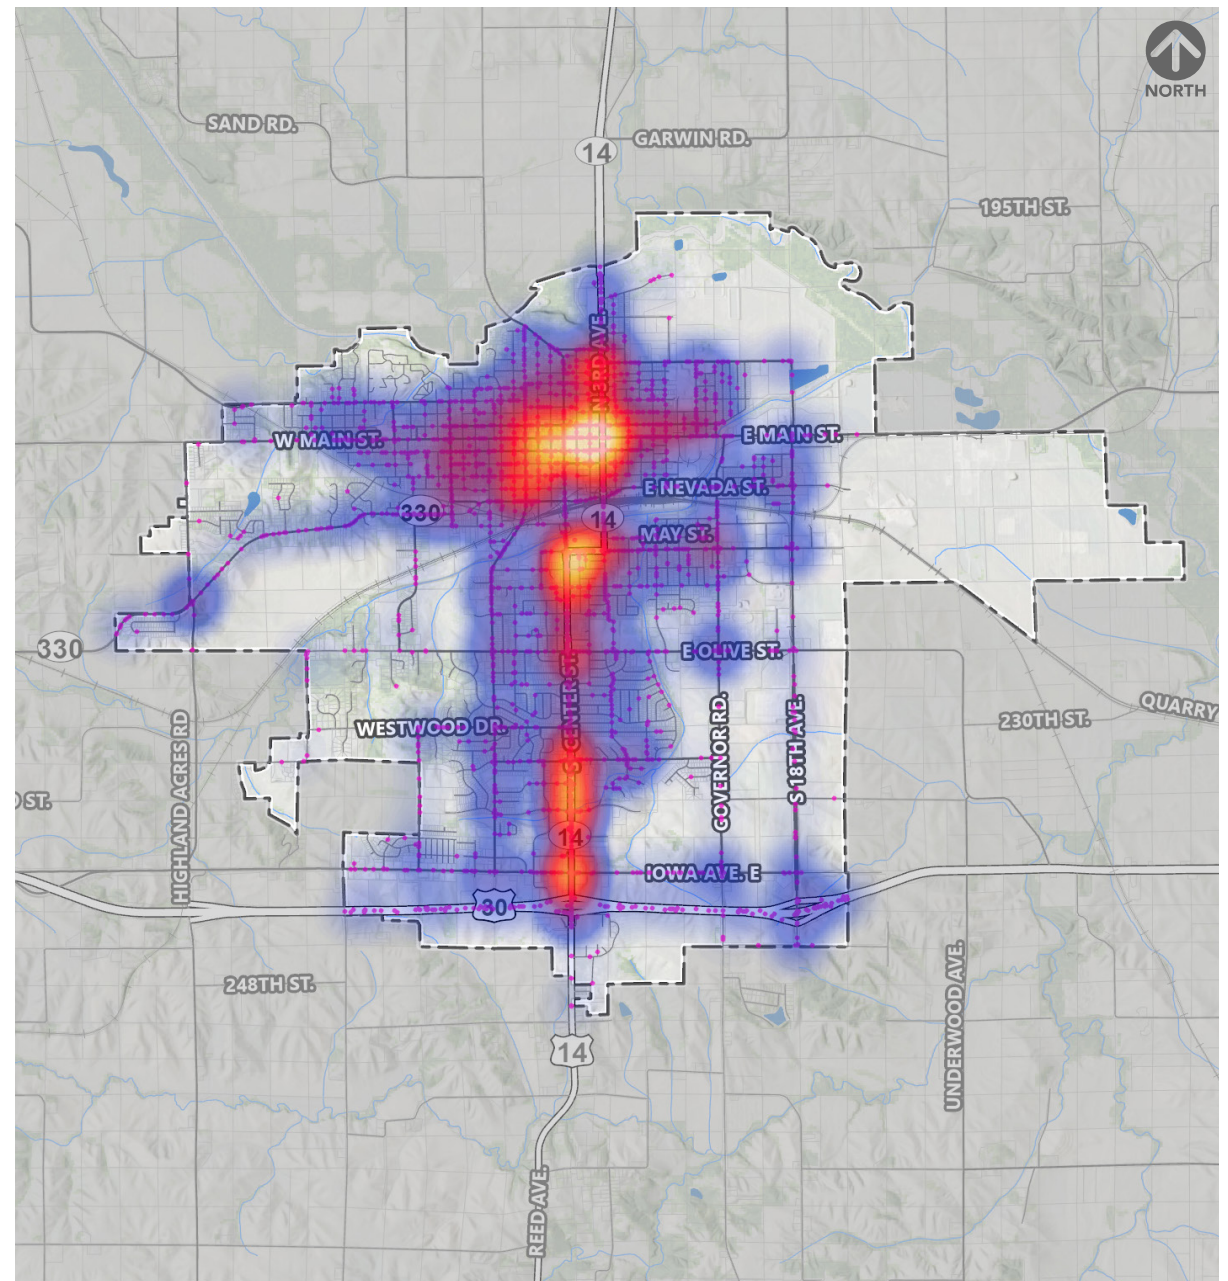 NORTH
SAND RD.
GARWIN RD.
14
195TH ST.
N 3RD AVE.
W MAIN ST.
E MAIN ST.
E NEVADA ST.
330
14
MAY ST.
330
E OLIVE ST.
S CENTER ST.
WESTWOOD DR.
GOVERNOR RD.
S 18TH AVE.
HIGHLAND ACRES RD
230TH ST.
QUARRY
ST.
14
IOWA AVE. E
30
248TH ST.
UNDERWOOD AVE.
14
REED AVE.